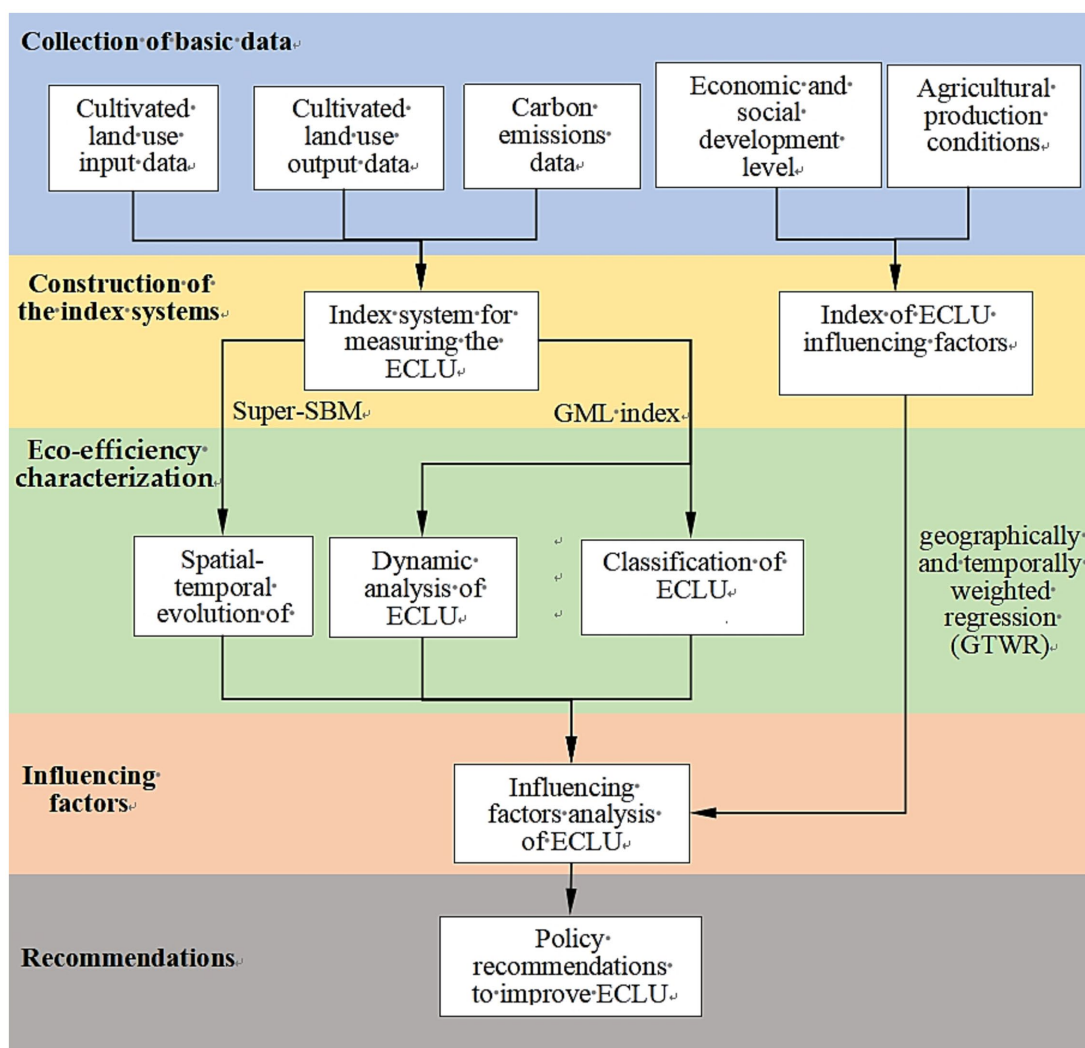 Collection of basic data
Cultivated
land use
input data
Cultivated
land use
output data
Carbon
emissions
data
Economic and
social
development
level
Agricultural
production
conditions
Construction of
the index systems
Index system for
measuring the
ECLU
Index of ECLU
influencing factors
Super-SBM
GML index
Eco-efficiency
characterization
Spatial-
temporal
evolution of
Dynamic
analysis of
ECLU
Classification of
ECLU
geographically
and temporally
weighted
regression
(GTWR)
Influencing
factors
Influencing
factors analysis
of ECLU
Recommendations
Policy
recommendations
to improve ECLU